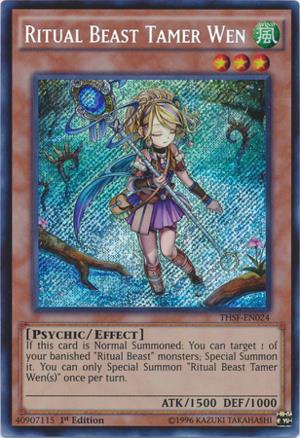 RITUAL BEAST TAMER WEN
WIND
風
THSF-EN024
[PSYCHIC/EFFECT]
If this card is Normal Summoned: You can target 1 of
your banished "Ritual Beast" monsters; Special Summon
it. You can only Special Summon "Ritual Beast Tamer
Wen(s)" once per turn.
ATK/1500 DEF/1000
40907115 1st Edition ©1996 KAZUKI TAKAHASHI